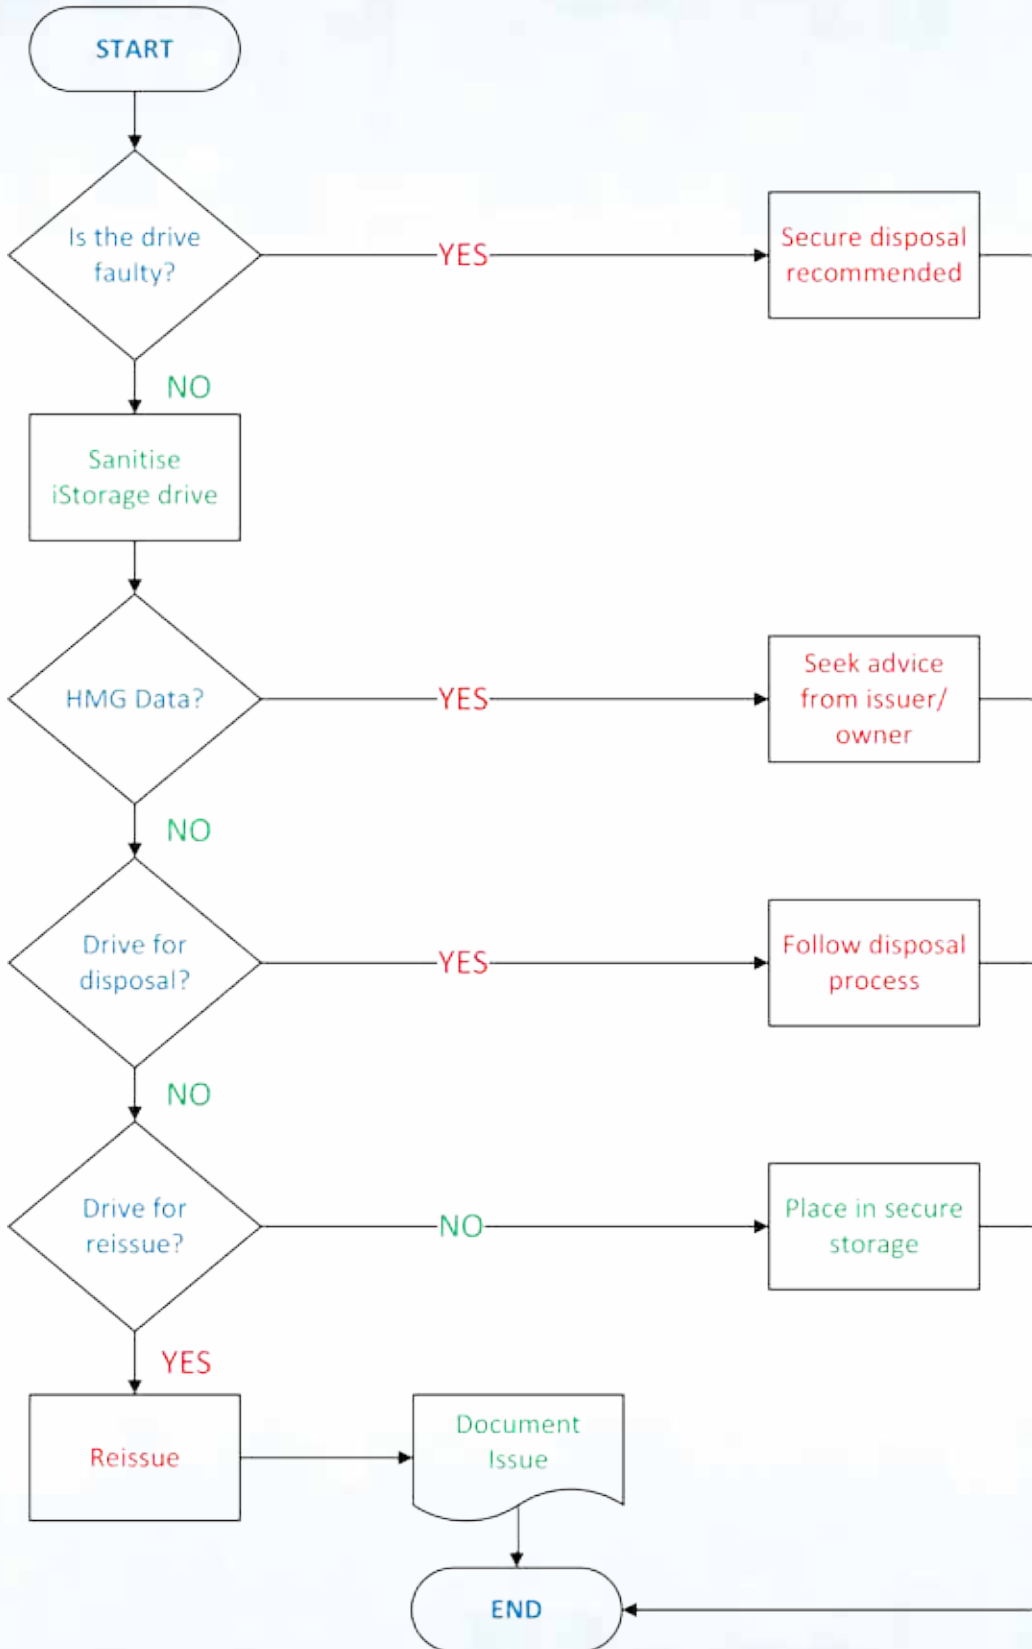 START
Is the drive
faulty?
YES
Secure disposal
recommended
NO
Sanitise
iStorage drive
HMG Data?
YES
Seek advice
from issuer/
owner
NO
Drive for
disposal?
YES
Follow disposal
process
NO
Drive for
reissue?
NO
Place in secure
storage
YES
Reissue
Document
Issue
END